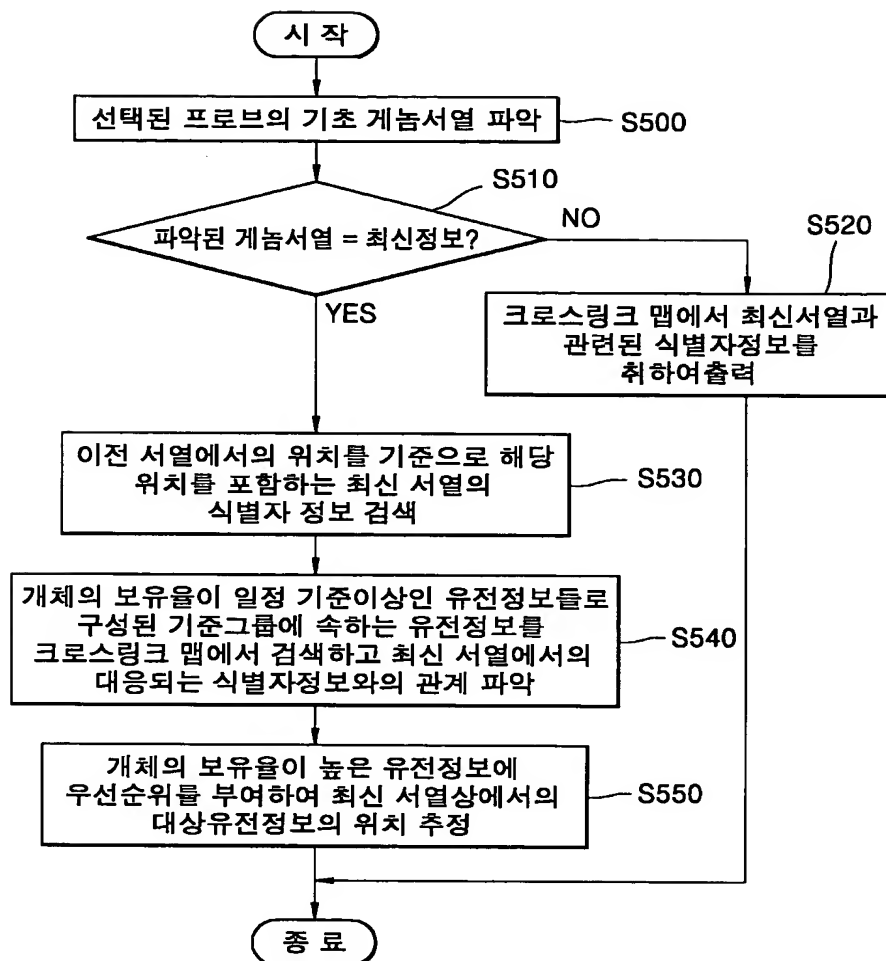 시 작
선택된 프로브의 기초 게놈서열 파악
S500
S510
파악된 게놈서열 = 최신정보?
NO
S520
YES
크로스링크 맵에서 최신서열과
관련된 식별자정보를
취하여출력
이전 서열에서의 위치를 기준으로 해당
위치를 포함하는 최신 서열의
식별자 정보 검색
S530
개체의 보유율이 일정 기준이상인 유전정보들로
구성된 기준그룹에 속하는 유전정보를
크로스링크 맵에서 검색하고 최신 서열에서의
대응되는 식별자정보와의 관계 파악
S540
개체의 보유율이 높은 유전정보에
우선순위를 부여하여 최신 서열상에서의
대상유전정보의 위치 추정
S550
종 료